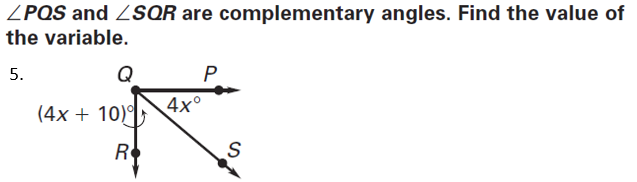 ∠PQS and ∠SQR are complementary angles. Find the value of
the variable.
5.
Q P
(4x + 10)° 4x°
R S